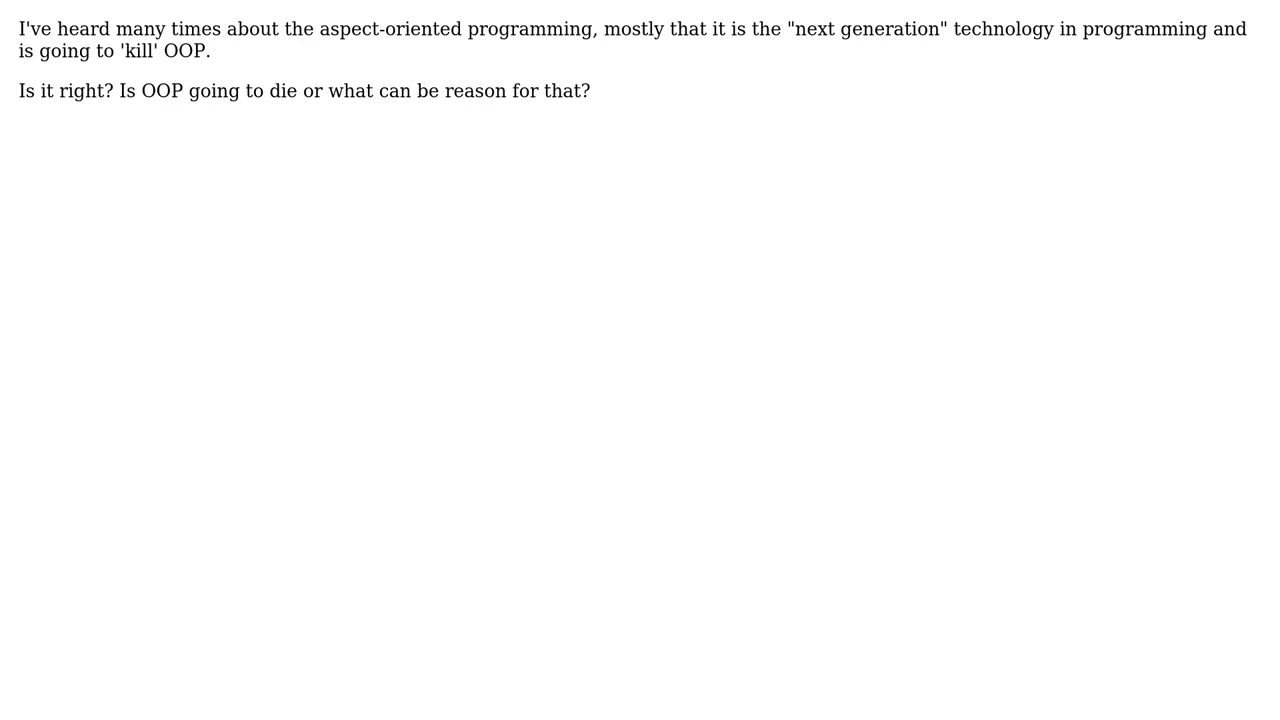 I've heard many times about the aspect-oriented programming, mostly that it is the "next generation" technology in programming and
is going to 'kill' OOP.
Is it right? Is OOP going to die or what can be reason for that?